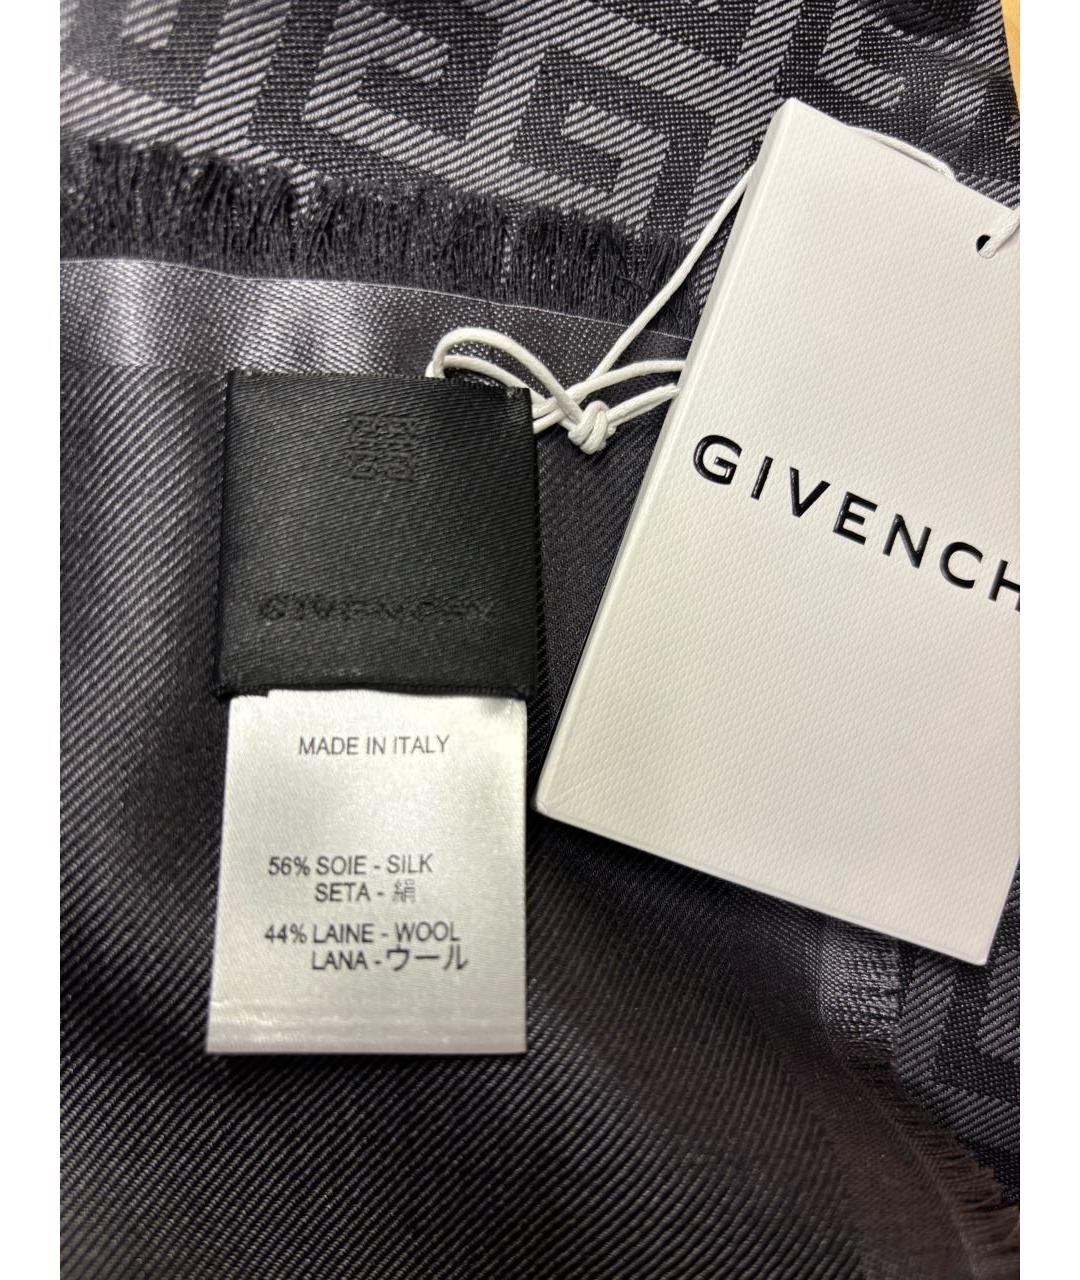 GIVENCH
GIVENCHY
MADE IN ITALY
56% SOIE - SILK
SETA - 絹
44% LAINE - WOOL
LANA - ウール